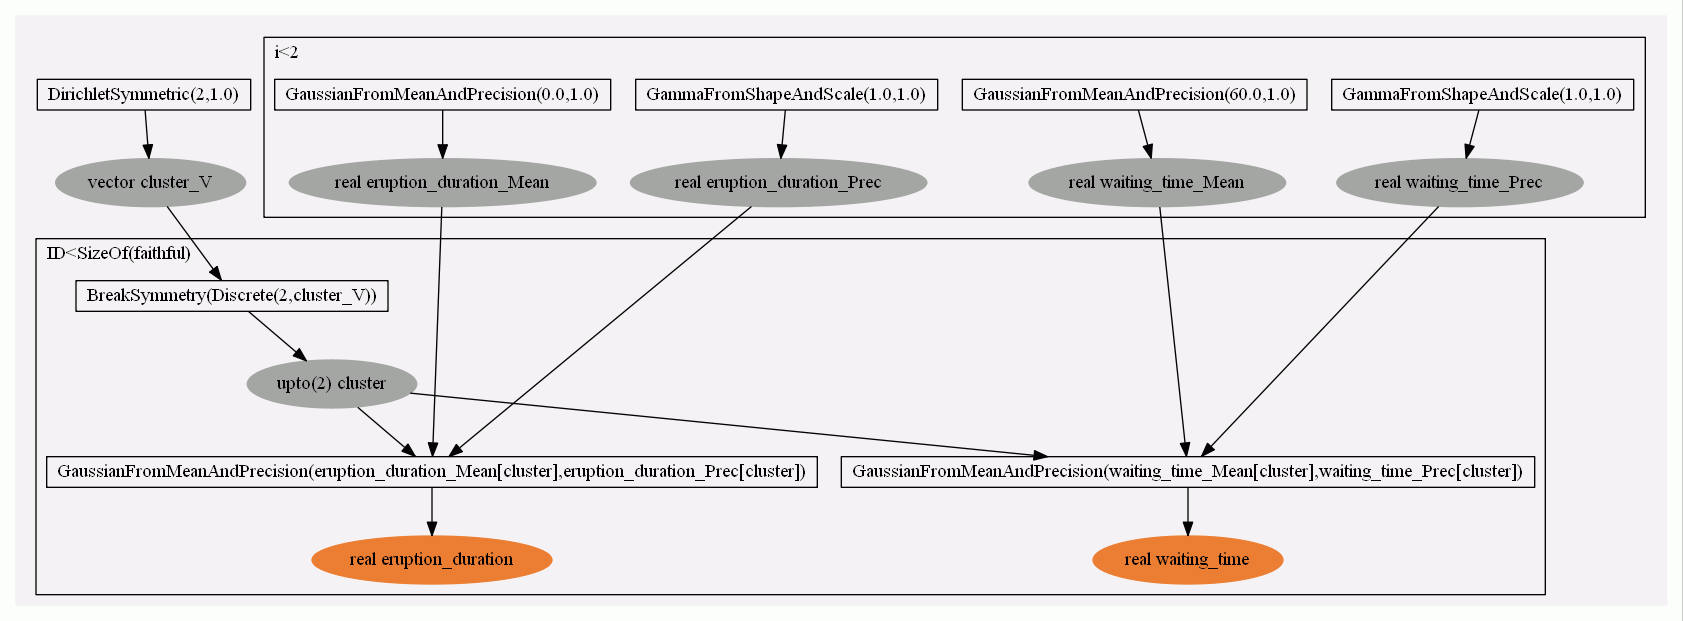 i<2
DirichletSymmetric(2,1.0)
GaussianFromMeanAndPrecision(0.0,1.0)
GammaFromShapeAndScale(1.0,1.0)
GaussianFromMeanAndPrecision(60.0,1.0)
GammaFromShapeAndScale(1.0,1.0)
vector cluster_V
real eruption_duration_Mean
real eruption_duration_Prec
real waiting_time_Mean
real waiting_time_Prec
ID<SizeOf(faithful)
BreakSymmetry(Discrete(2,cluster_V))
upto(2) cluster
GaussianFromMeanAndPrecision(eruption_duration_Mean[cluster],eruption_duration_Prec[cluster])
GaussianFromMeanAndPrecision(waiting_time_Mean[cluster],waiting_time_Prec[cluster])
real eruption_duration
real waiting_time